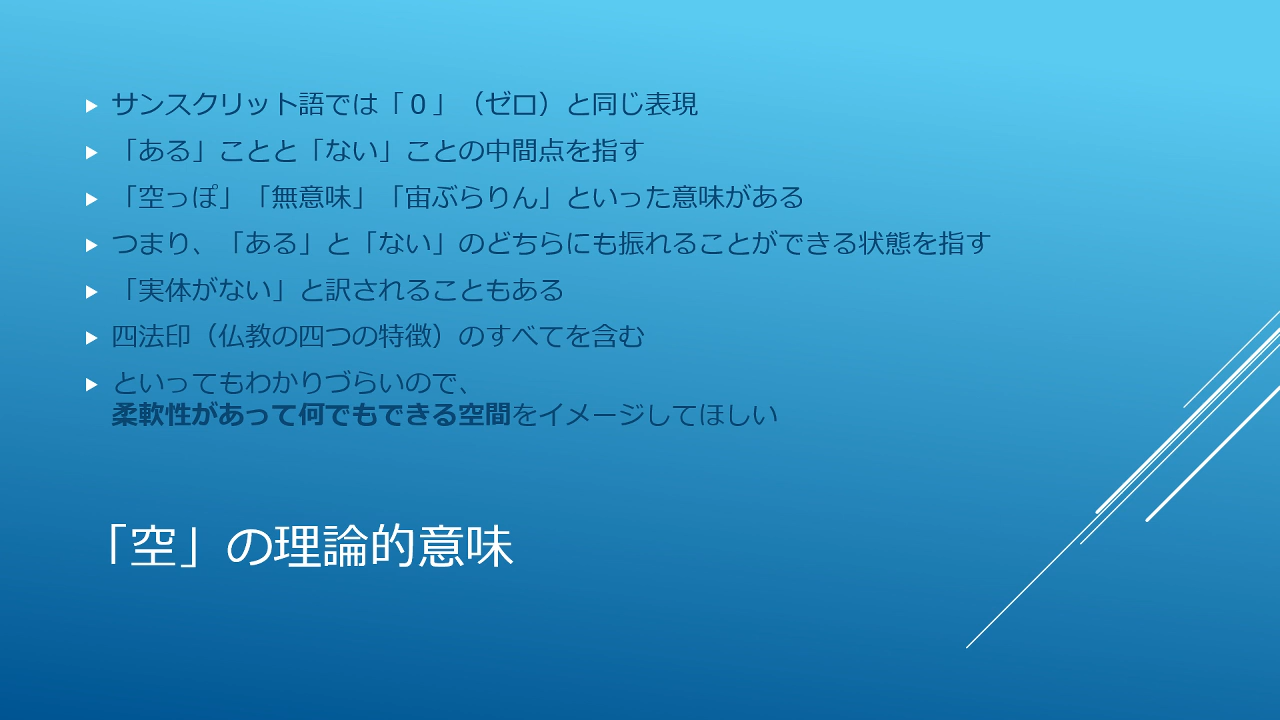 サンスクリット語では「０」（ゼロ）と同じ表現
「ある」ことと「ない」ことの中間点を指す
「空っぽ」「無意味」「宙ぶらりん」といった意味がある
つまり、「ある」と「ない」のどちらにも振れることができる状態を指す
「実体がない」と訳されることもある
四法印（仏教の四つの特徴）のすべてを含む
といってもわかりづらいので、
柔軟性があって何でもできる空間をイメージしてほしい
「空」の理論的意味